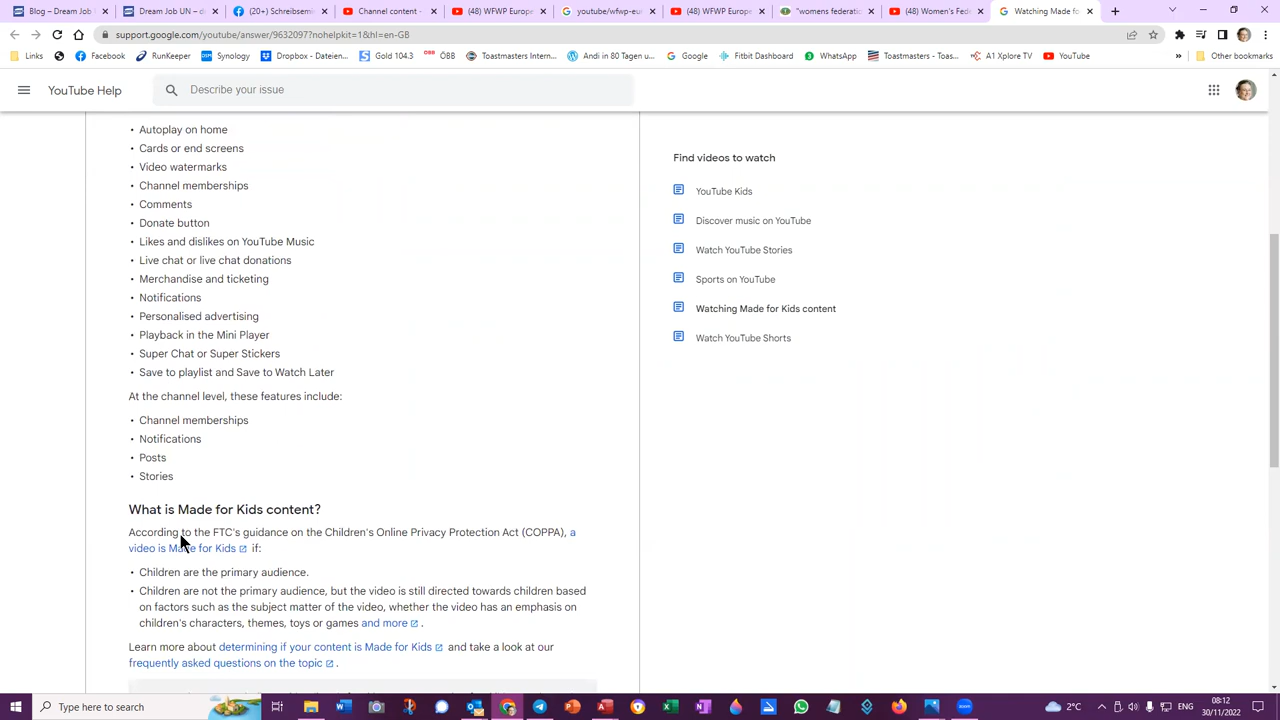 Blog – Dream Job
Dream Job UN – d
(20+) Schreibsemi
Channel content -
(48) WFWP Europe
youtube/wfwp-eur
(48) WFWP Europe
"womens federatio
(48) Women's Fede
Watching Made fo
support.google.com/youtube/answer/9632097?nohelpkit=1&hl=en-GB
Links
Facebook
RunKeeper
Synology
Dropbox - Dateien...
Gold 104.3
ÖBB
Toastmasters Intern...
Andi in 80 Tagen u...
Google
Fitbit Dashboard
WhatsApp
Toastmasters - Toas...
A1 Xplore TV
YouTube
»
Other bookmarks
YouTube Help
Describe your issue
• Autoplay on home
• Cards or end screens
• Video watermarks
• Channel memberships
• Comments
• Donate button
• Likes and dislikes on YouTube Music
• Live chat or live chat donations
• Merchandise and ticketing
• Notifications
• Personalised advertising
• Playback in the Mini Player
• Super Chat or Super Stickers
• Save to playlist and Save to Watch Later
At the channel level, these features include:
• Channel memberships
• Notifications
• Posts
• Stories
What is Made for Kids content?
According to the FTC's guidance on the Children's Online Privacy Protection Act (COPPA), a
video is Made for Kids if:
• Children are the primary audience.
• Children are not the primary audience, but the video is still directed towards children based
on factors such as the subject matter of the video, whether the video has an emphasis on
children's characters, themes, toys or games and more .
Learn more about determining if your content is Made for Kids and take a look at our
frequently asked questions on the topic .
Find videos to watch
YouTube Kids
Discover music on YouTube
Watch YouTube Stories
Sports on YouTube
Watching Made for Kids content
Watch YouTube Shorts
Type here to search
2°C
ENG
08:12
30/11/2022